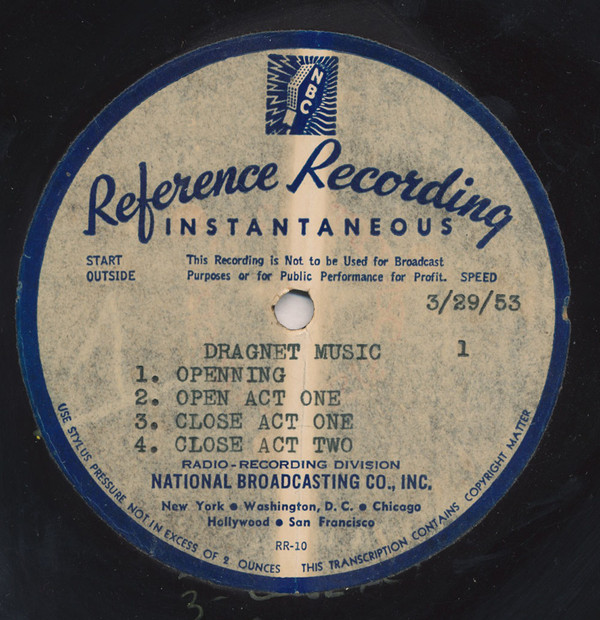 NBC
Reference Recording
INSTANTANEOUS
START
OUTSIDE
This Recording is Not to be Used for Broadcast
Purposes or for Public Performance for Profit. SPEED
3/29/53
DRAGNET MUSIC 1
1. OPENNING
2. OPEN ACT ONE
3. CLOSE ACT ONE
4. CLOSE ACT TWO
RADIO-RECORDING DIVISION
NATIONAL BROADCASTING CO., INC.
New York • Washington, D. C. • Chicago
Hollywood • San Francisco
RR-10
USE STYLUS PRESSURE NOT IN EXCESS OF 2 OUNCES
THIS TRANSCRIPTION CONTAINS COPYRIGHT MATTER
3-